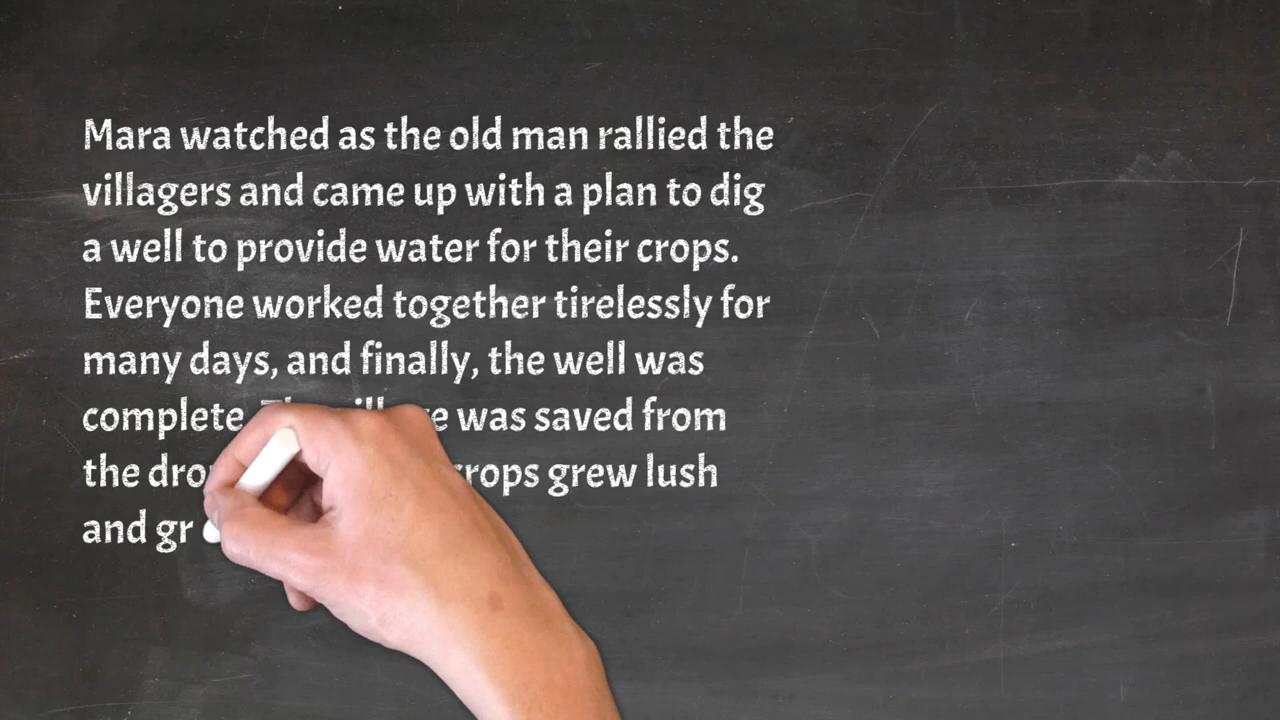 Mara watched as the old man rallied the
villagers and came up with a plan to dig
a well to provide water for their crops.
Everyone worked together tirelessly for
many days, and finally, the well was
complete was saved from
the crops grew lush
and gr